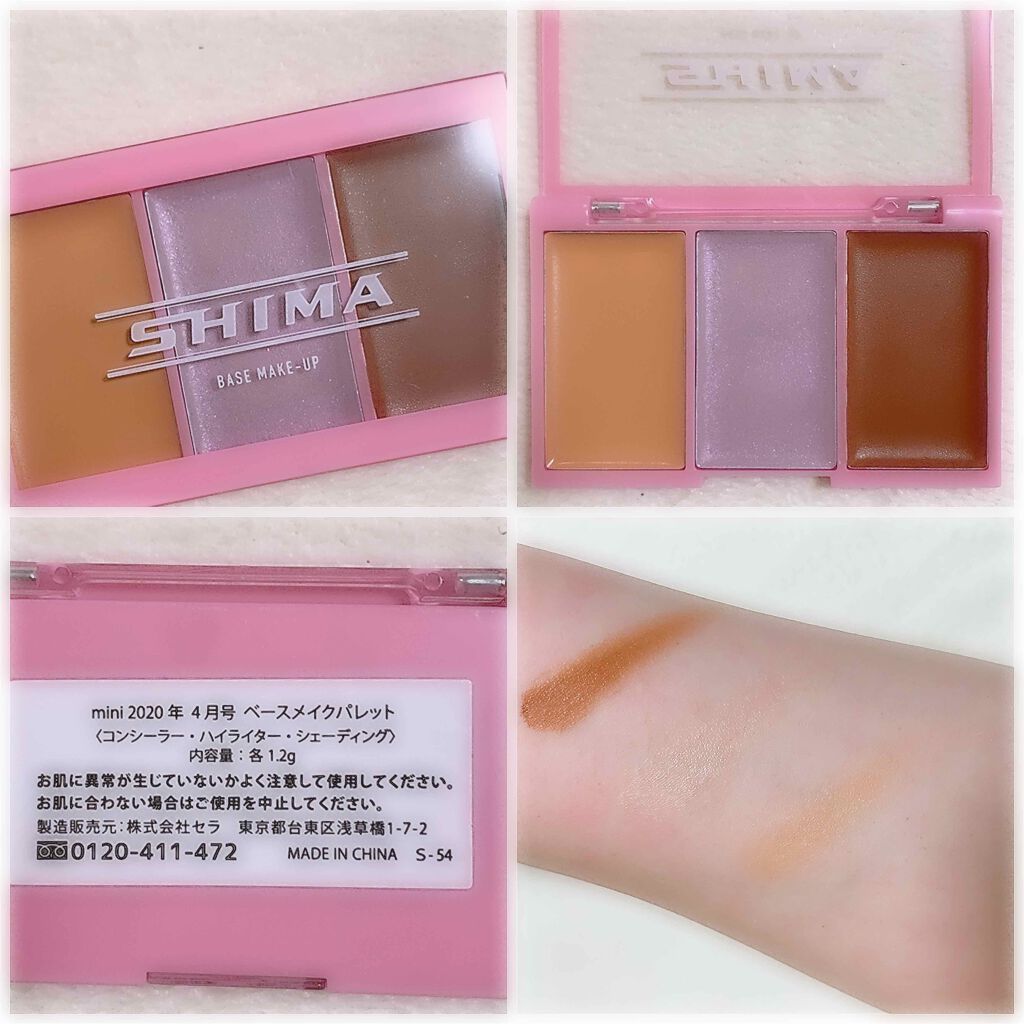 SHIMA
BASE MAKE-UP
SHIMA
mini 2020 年 4月号 ベースメイクパレット
〈コンシーラー・ハイライター・シェーディング〉
内容量：各1.2g
お肌に異常が生じていないかよく注意して使用してください。
お肌に合わない場合はご使用を中止してください。
製造販売元：株式会社セラ 東京都台東区浅草橋1-7-2
0120-411-472 MADE IN CHINA S-54